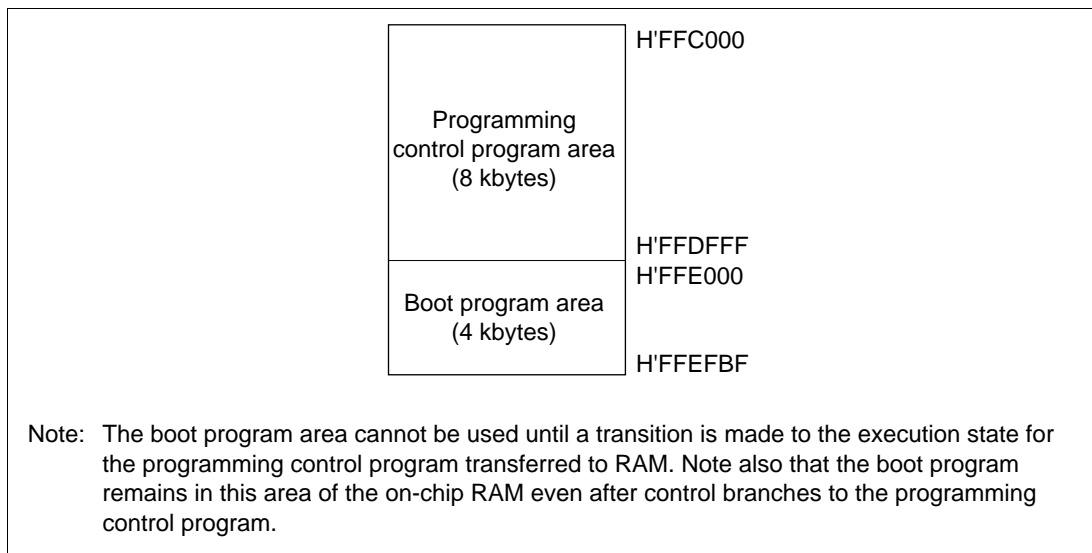 H'FFC000
Programming
control program area
(8 kbytes)
H'FFDFFF
H'FFE000
Boot program area
(4 kbytes)
H'FFEFBF
Note: The boot program area cannot be used until a transition is made to the execution state for
the programming control program transferred to RAM. Note also that the boot program
remains in this area of the on-chip RAM even after control branches to the programming
control program.